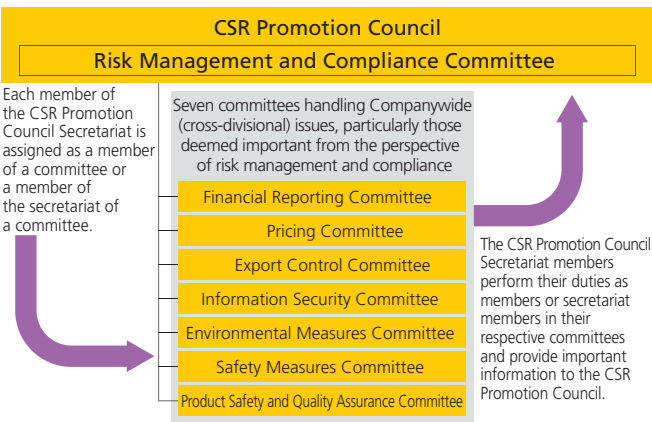 CSR Promotion Council
Risk Management and Compliance Committee
Each member of
the CSR Promotion
Council Secretariat is
assigned as a member
of a committee or
a member of
the secretariat of
a committee.
Seven committees handling Companywide
(cross-divisional) issues, particularly those
deemed important from the perspective
of risk management and compliance
Financial Reporting Committee
Pricing Committee
Export Control Committee
Information Security Committee
Environmental Measures Committee
Safety Measures Committee
Product Safety and Quality Assurance Committee
The CSR Promotion Council
Secretariat members
perform their duties as
members or secretariat
members in their
respective committees
and provide important
information to the CSR
Promotion Council.